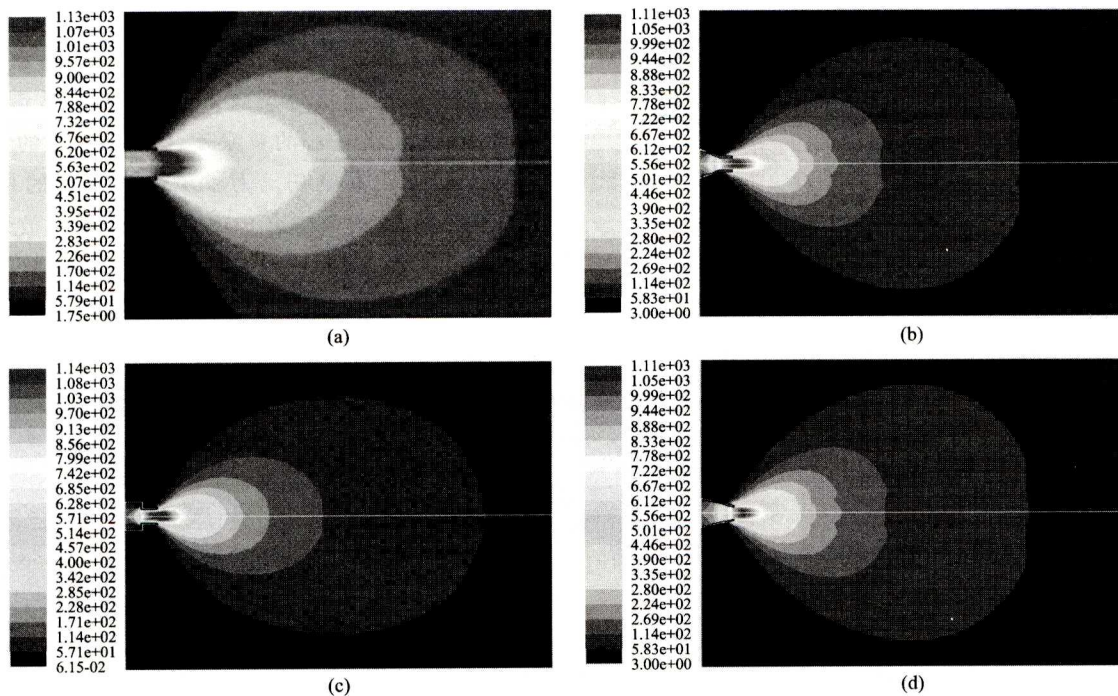 1.13e+03
1.07e+03
1.01e+03
9.57e+02
9.00e+02
8.44e+02
7.88e+02
7.32e+02
6.76e+02
6.20e+02
5.63e+02
5.07e+02
4.51e+02
3.95e+02
3.39e+02
2.83e+02
2.26e+02
1.70e+02
1.14e+02
5.79e+01
1.75e+00
(a)
1.11e+03
1.05e+03
9.99e+02
9.44e+02
8.88e+02
8.33e+02
7.78e+02
7.22e+02
6.67e+02
6.12e+02
5.56e+02
5.01e+02
4.46e+02
3.90e+02
3.35e+02
2.80e+02
2.24e+02
2.69e+02
1.14e+02
5.83e+01
3.00e+00
(b)
1.14e+03
1.08e+03
1.03e+03
9.70e+02
9.13e+02
8.56e+02
7.99e+02
7.42e+02
6.85e+02
6.28e+02
5.71e+02
5.14e+02
4.57e+02
4.00e+02
3.42e+02
2.85e+02
2.28e+02
1.71e+02
1.14e+02
5.71e+01
6.15-02
(c)
1.11e+03
1.05e+03
9.99e+02
9.44e+02
8.88e+02
8.33e+02
7.78e+02
7.22e+02
6.67e+02
6.12e+02
5.56e+02
5.01e+02
4.46e+02
3.90e+02
3.35e+02
2.80e+02
2.24e+02
2.69e+02
1.14e+02
5.83e+01
3.00e+00
(d)